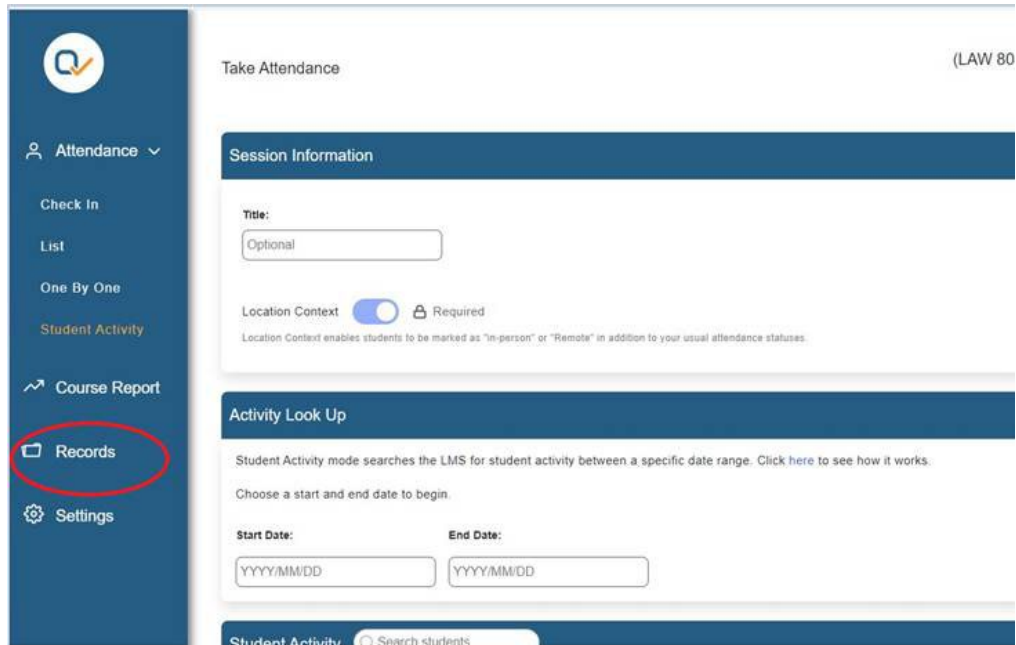 Take Attendance
(LAW 80
Attendance
Check In
List
One By One
Student Activity
Course Report
Records
Settings
Session Information
Title:
Optional
Location Context
Required
Location Context enables students to be marked as "in-person" or "Remote" in addition to your usual attendance statuses.
Activity Look Up
Student Activity mode searches the LMS for student activity between a specific date range. Click here to see how it works.
Choose a start and end date to begin.
Start Date: End Date:
YYYY/MM/DD YYYY/MM/DD
Student Activity Search students